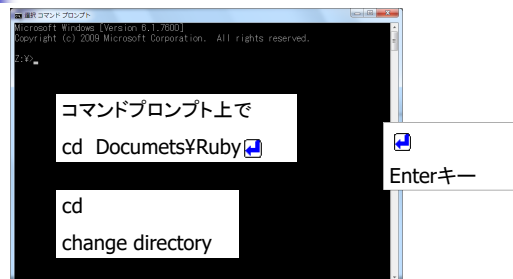 選択 コマンド プロンプト
Microsoft Windows [Version 6.1.7600]
Copyright (c) 2009 Microsoft Corporation.  All rights reserved.
Z:¥>
コマンドプロンプト上で
cd Documets¥Ruby
Enterキー
cd
change directory